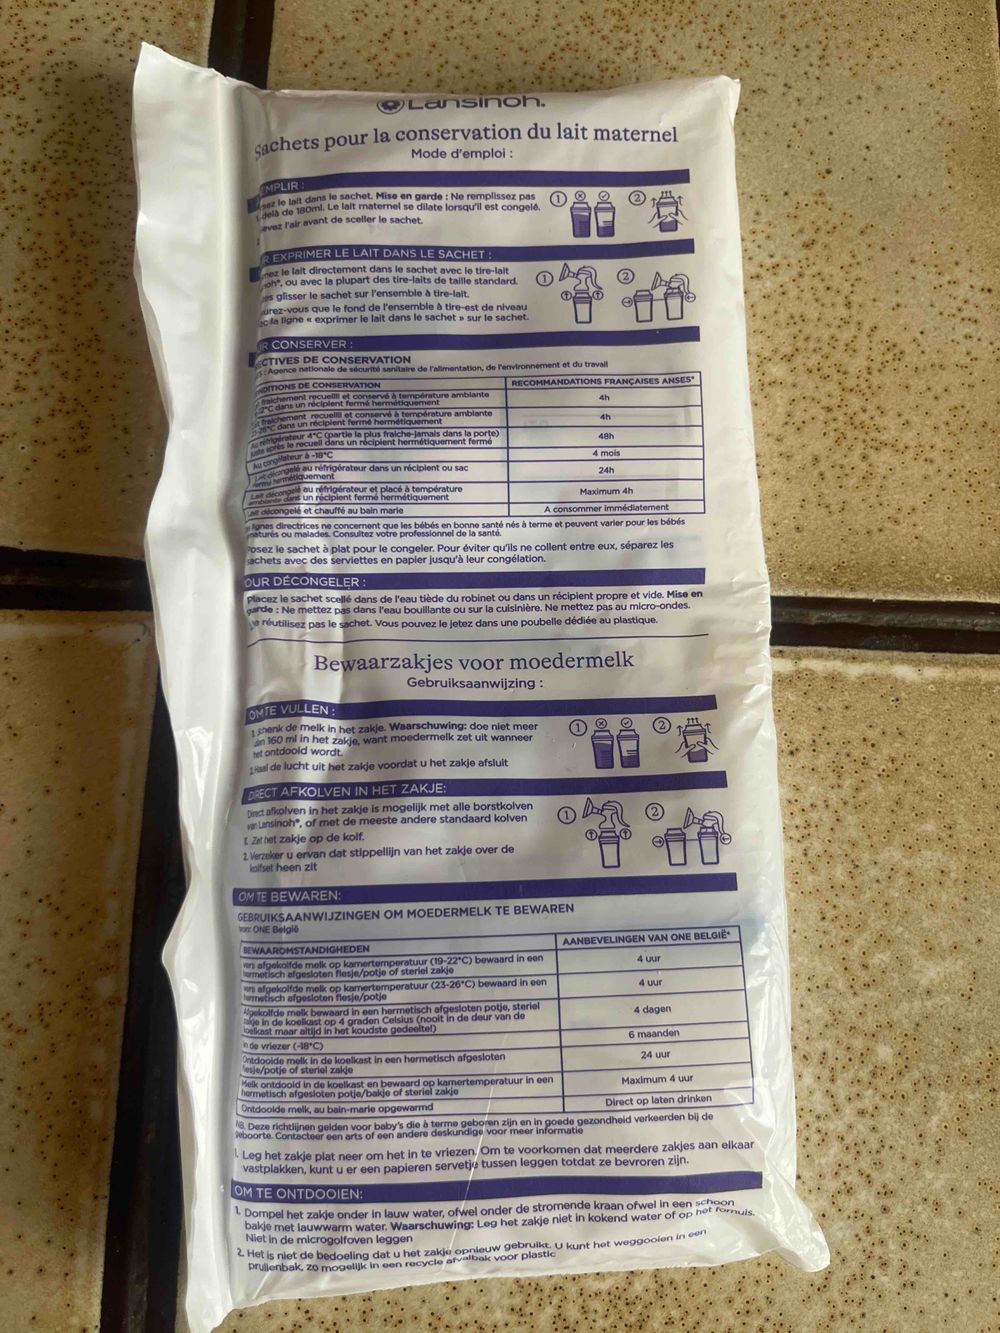 Lansinoh.
Sachets pour la conservation du lait maternel
Mode d'emploi :
EMPLIR :
le lait dans le sachet. Mise en garde : Ne remplissez pas
delà de 180ml. Le lait maternel se dilate lorsqu'il est congelé.
evez l'air avant de sceller le sachet.
1 2
R EXPRIMER LE LAIT DANS LE SACHET :
mez le lait directement dans le sachet avec le tire-lait
noh®, ou avec la plupart des tire-laits de taille standard.
es glisser le sachet sur l'ensemble à tire-lait.
urez-vous que le fond de l'ensemble à tire-est de niveau
la ligne « exprimer le lait dans le sachet » sur le sachet.
1 2
R CONSERVER :
ECTIVES DE CONSERVATION
: Agence nationale de sécurité sanitaire de l'alimentation, de l'environnement et du travail
NDITIONS DE CONSERVATION
RECOMMANDATIONS FRANÇAISES ANSES*
fraichement recueilli et conservé à température ambiante
°C dans un récipient fermé hermétiquement
4h
fraichement recueilli et conservé à température ambiante
°C dans un récipient fermé hermétiquement
4h
Au réfrigérateur 4°C (partie la plus fraiche-jamais dans la porte)
juste après le recueil dans un récipient hermétiquement fermé
48h
Au congélateur à -18°C
4 mois
Lait décongelé au réfrigérateur dans un récipient ou sac
fermé hermétiquement
24h
Lait décongelé au réfrigérateur et placé à température
ambiante dans un récipient fermé hermétiquement
Maximum 4h
Lait décongelé et chauffé au bain marie
A consommer immédiatement
lignes directrices ne concernent que les bébés en bonne santé nés à terme et peuvent varier pour les bébés
maturés ou malades. Consultez votre professionnel de la santé.
Posez le sachet à plat pour le congeler. Pour éviter qu'ils ne collent entre eux, séparez les
sachets avec des serviettes en papier jusqu'à leur congélation.
OUR DÉCONGELER :
Placez le sachet scellé dans de l'eau tiède du robinet ou dans un récipient propre et vide. Mise en
garde : Ne mettez pas dans l'eau bouillante ou sur la cuisinière. Ne mettez pas au micro-ondes.
réutilisez pas le sachet. Vous pouvez le jetez dans une poubelle dédiée au plastique.
Bewaarzakjes voor moedermelk
Gebruiksaanwijzing :
OM TE VULLEN :
1. Schenk de melk in het zakje. Waarschuwing: doe niet meer
dan 160 ml in het zakje, want moedermelk zet uit wanneer
het ontdooid wordt.
2. Haal de lucht uit het zakje voordat u het zakje afsluit
1 2
DIRECT AFKOLVEN IN HET ZAKJE:
Direct afkolven in het zakje is mogelijk met alle borstkolven
van Lansinoh®, of met de meeste andere standaard kolven
1. Zet het zakje op de kolf.
2. Verzeker u ervan dat stippellijn van het zakje over de
kolfset heen zit
1 2
OM TE BEWAREN:
GEBRUIKSAANWIJZINGEN OM MOEDERMELK TE BEWAREN
bron: ONE België
BEWAAROMSTANDIGHEDEN
AANBEVELINGEN VAN ONE BELGIË*
vers afgekolfde melk op kamertemperatuur (19-22°C) bewaard in een
hermetisch afgesloten flesje/potje of steriel zakje
4 uur
vers afgekolfde melk op kamertemperatuur (23-26°C) bewaard in een
hermetisch afgesloten flesje/potje
4 uur
Afgekolfde melk bewaard in een hermetisch afgesloten potje, steriel
zakje in de koelkast op 4 graden Celsius (nooit in de deur van de
koelkast maar altijd in het koudste gedeelte!)
4 dagen
in de vriezer (-18°C)
6 maanden
Ontdooide melk in de koelkast in een hermetisch afgesloten
flesje/potje of steriel zakje
24 uur
Melk ontdooid in de koelkast en bewaard op kamertemperatuur in een
hermetisch afgesloten potje/bakje of steriel zakje
Maximum 4 uur
Ontdooide melk, au bain-marie opgewarmd
Direct op laten drinken
NB. Deze richtlijnen gelden voor baby's die à terme geboren zijn en in goede gezondheid verkeerden bij de
geboorte. Contacteer een arts of een andere deskundige voor meer informatie
1. Leg het zakje plat neer om het in te vriezen. Om te voorkomen dat meerdere zakjes aan elkaar
vastplakken, kunt u er een papieren servetje tussen leggen totdat ze bevroren zijn.
OM TE ONTDOOIEN:
1. Dompel het zakje onder in lauw water, ofwel onder de stromende kraan ofwel in een schoon
bakje met lauwwarm water. Waarschuwing: Leg het zakje niet in kokend water of op het fornuis.
Niet in de microgolfoven leggen
2. Het is niet de bedoeling dat u het zakje opnieuw gebruikt. U kunt het weggooien in een
prullenbak, zo mogelijk in een recycle afvalbak voor plastic